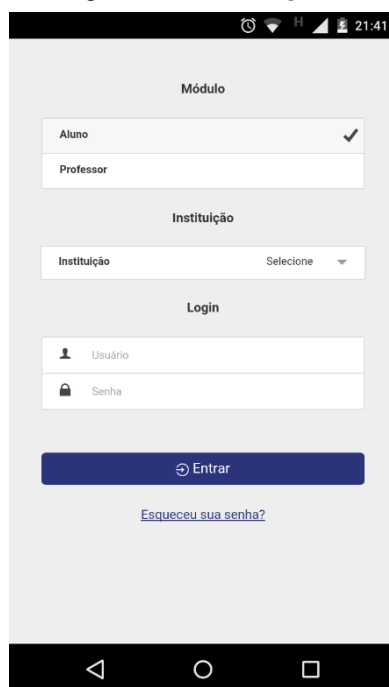 H 21:41
Módulo
Aluno
Professor
Instituição
Instituição Selecione
Login
Usuário
Senha
Entrar
Esqueceu sua senha?